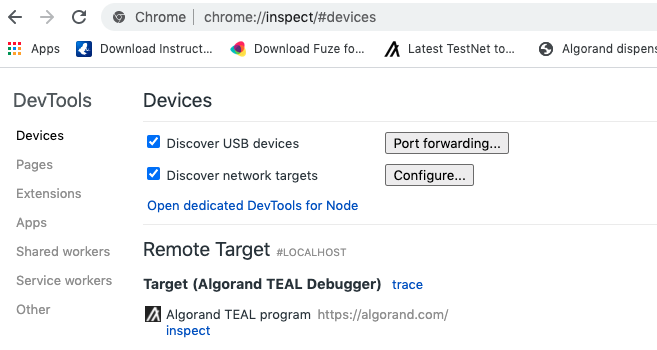 Chrome chrome://inspect/#devices
Apps Download Instruct... Download Fuze fo... Latest TestNet to... Algorand dispens
DevTools
Devices
Pages
Extensions
Apps
Shared workers
Service workers
Other
Devices
Discover USB devices Port forwarding...
Discover network targets Configure...
Open dedicated DevTools for Node
Remote Target #LOCALHOST
Target (Algorand TEAL Debugger) trace
Algorand TEAL program https://algorand.com/
inspect